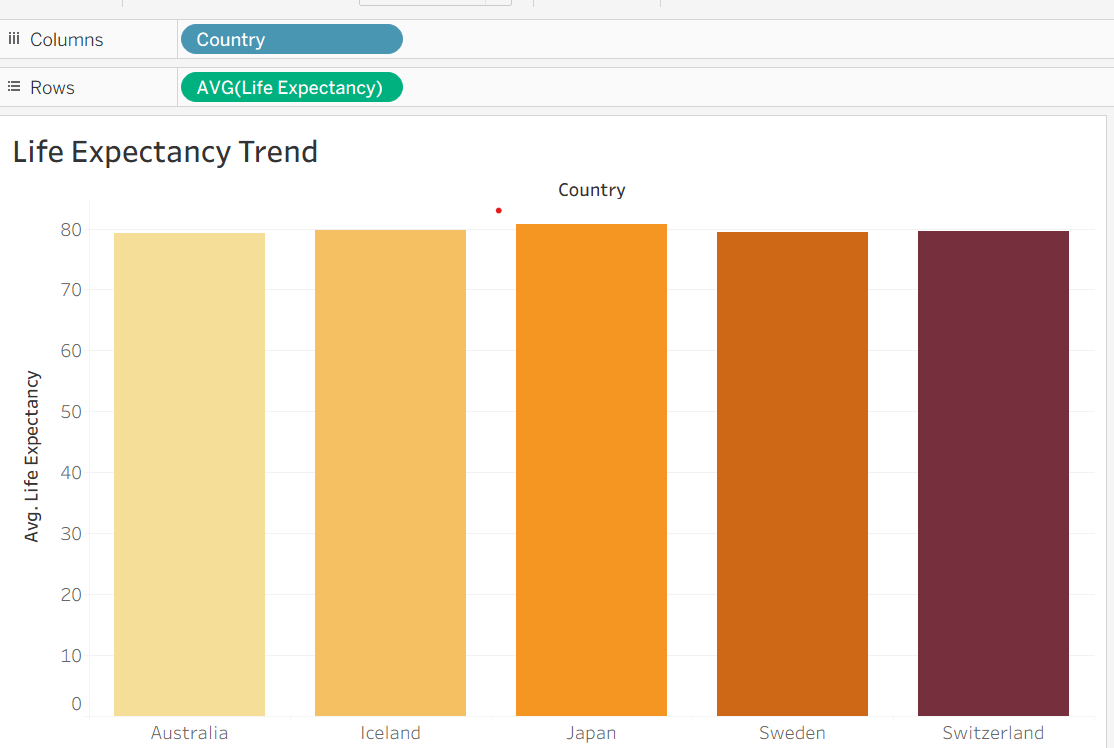 Columns
Country
Rows
AVG(Life Expectancy)
Life Expectancy Trend
Country
Avg. Life Expectancy
80
70
60
50
40
30
20
10
0
Australia
Iceland
Japan
Sweden
Switzerland